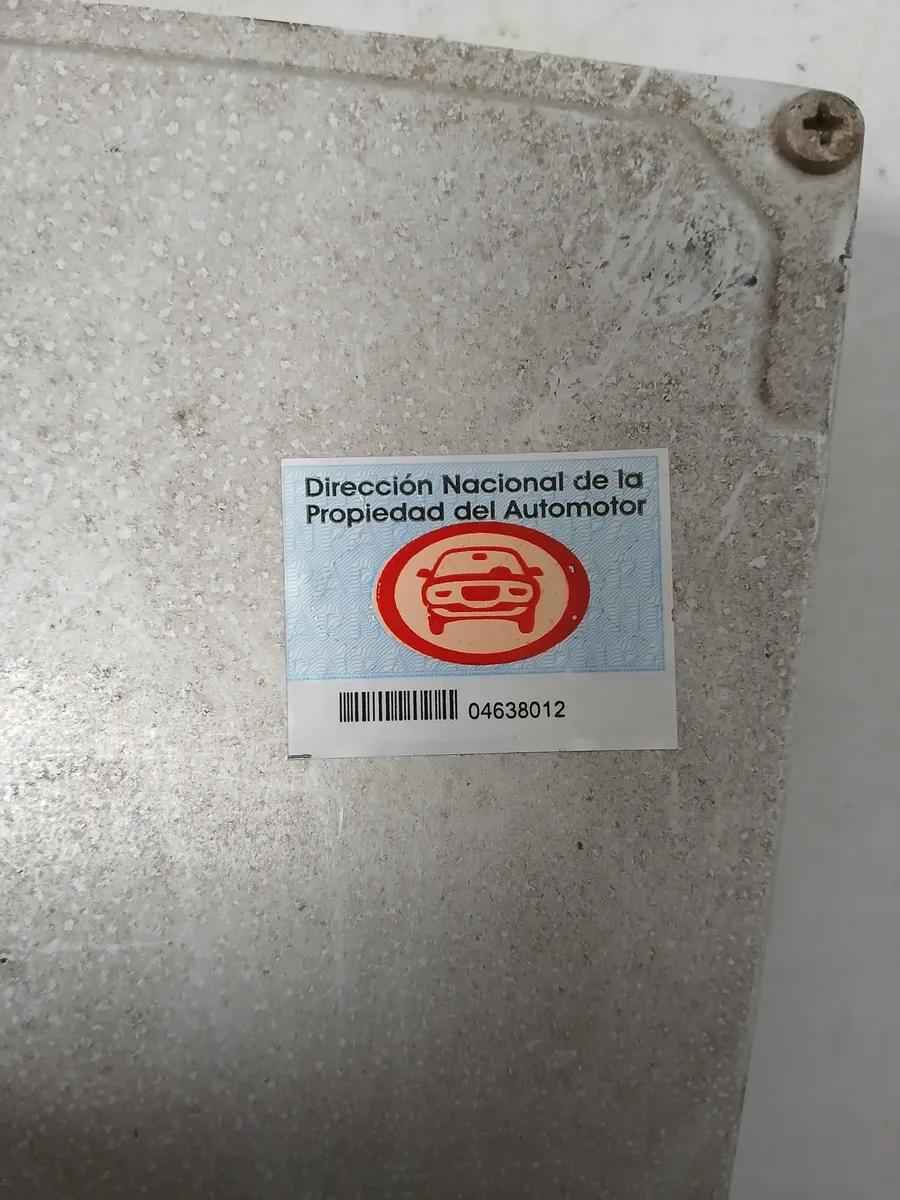 Dirección Nacional de la
Propiedad del Automotor
04638012